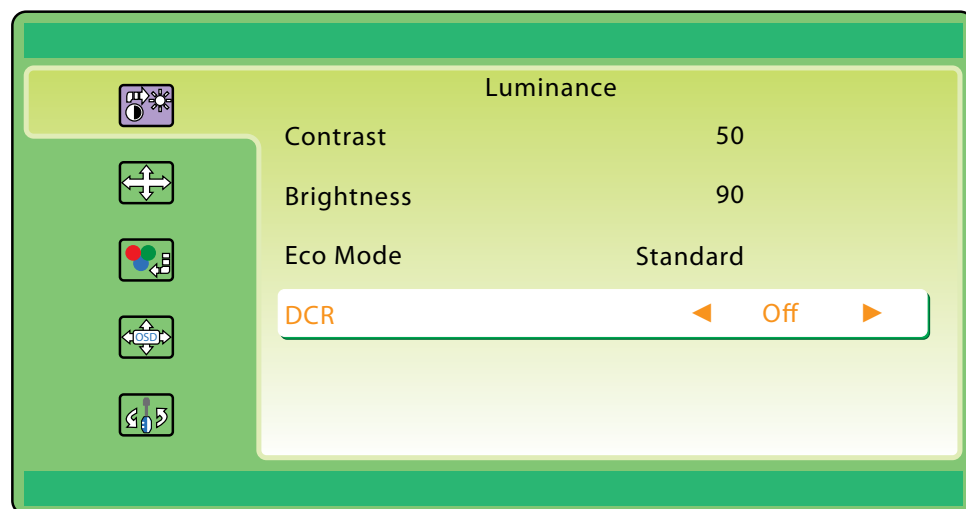 Luminance
Contrast 50
Brightness 90
Eco Mode Standard
DCR ◄ Off ►
OSD